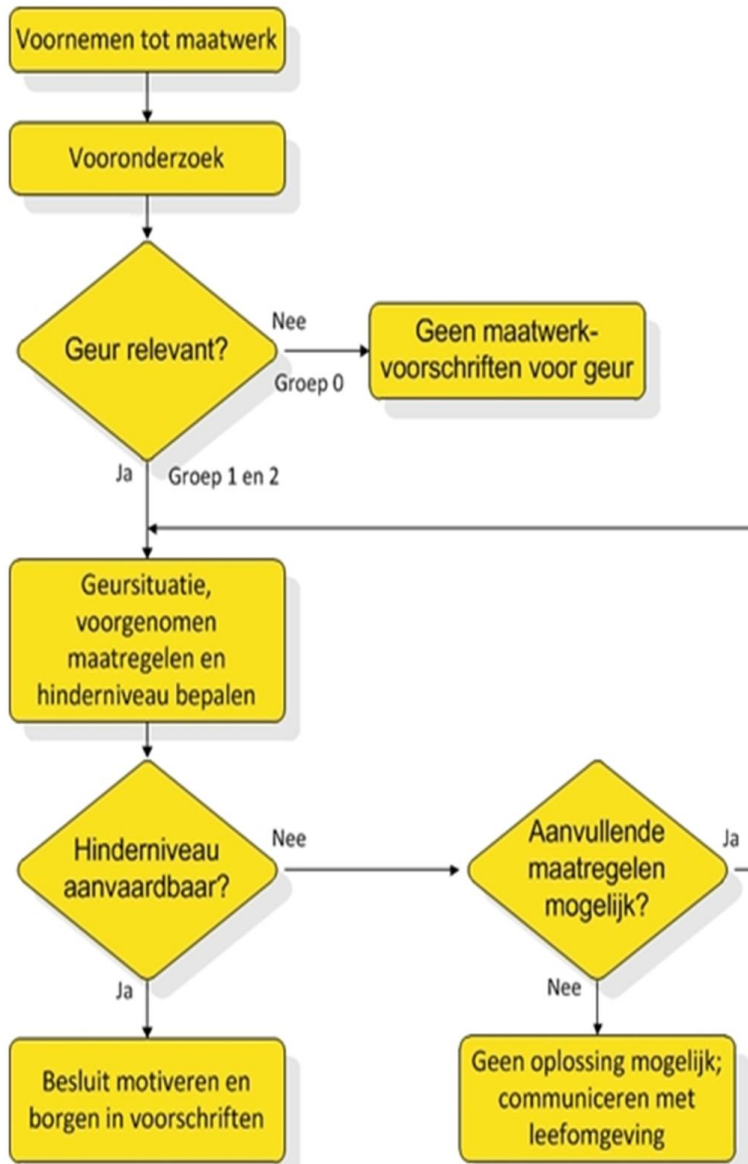 Voornemen tot maatwerk
Vooronderzoek
Geur relevant?
Nee
Groep 0
Geen maatwerk-
voorschriften voor geur
Ja
Groep 1 en 2
Geursituatie,
voorgenomen
maatregelen en
hinderniveau bepalen
Hinderniveau
aanvaardbaar?
Nee
Aanvullende
maatregelen
mogelijk?
Ja
Ja
Nee
Besluit motiveren en
borgen in voorschriften
Geen oplossing mogelijk;
communiceren met
leefomgeving